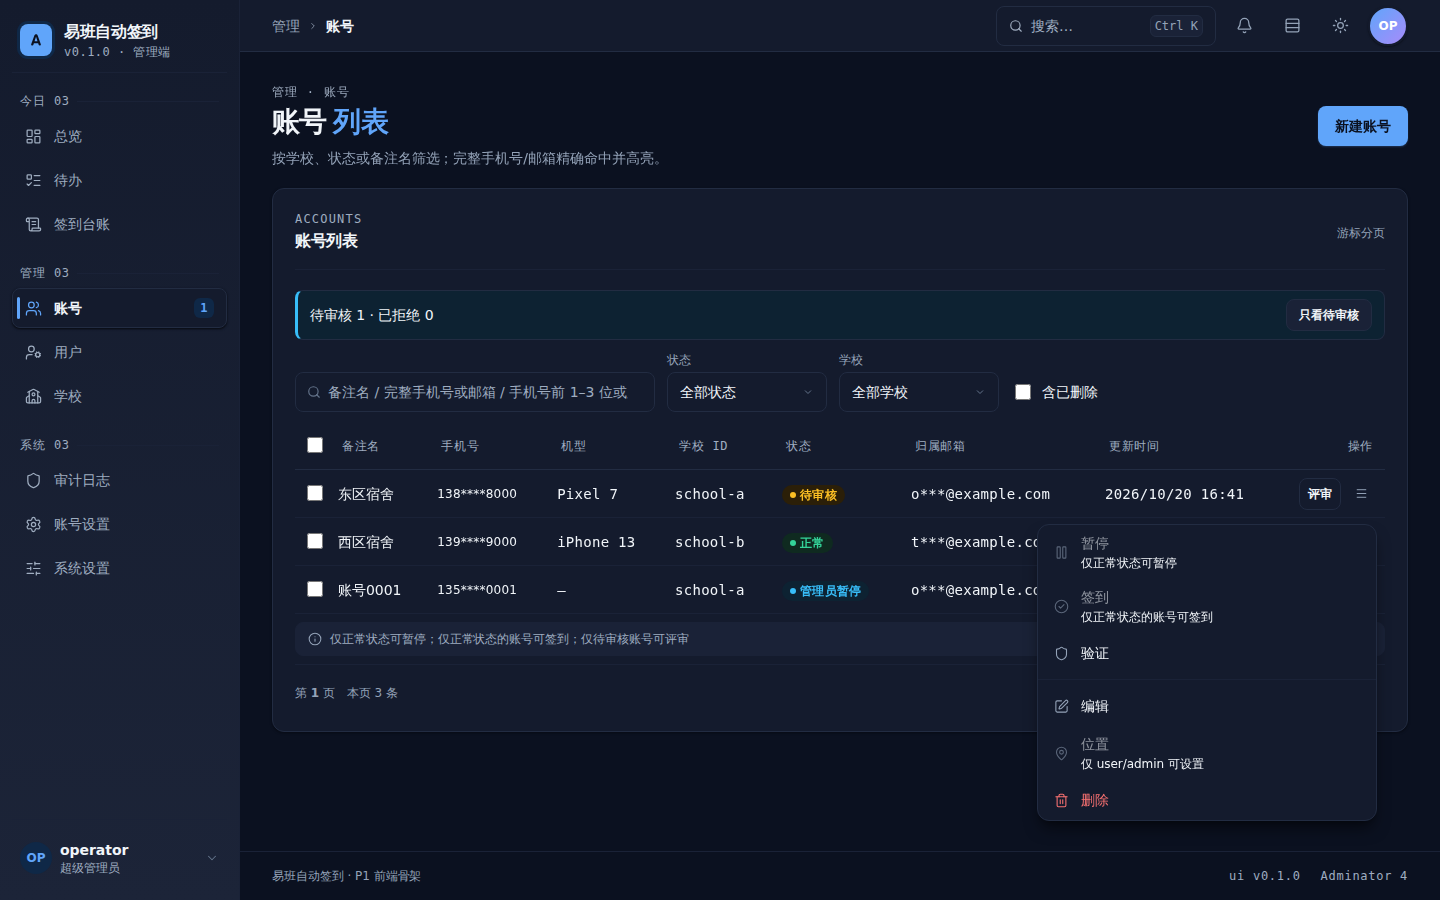 A
易班自动签到
v0.1.0 · 管理端
今日 03
总览
待办
签到台账
管理 03
账号 1
用户
学校
系统 03
审计日志
账号设置
系统设置
OP
operator
超级管理员
管理 › 账号
搜索… Ctrl K
OP
管理 · 账号
账号 列表
按学校、状态或备注名筛选；完整手机号/邮箱精确命中并高亮。
新建账号
ACCOUNTS
账号列表
游标分页
待审核 1 · 已拒绝 0
只看待审核
状态 学校
备注名 / 完整手机号或邮箱 / 手机号前 1–3 位或 全部状态 全部学校 含已删除
备注名 手机号 机型 学校 ID 状态 归属邮箱 更新时间 操作
东区宿舍 138****8000 Pixel 7 school-a 待审核 o***@example.com 2026/10/20 16:41 评审
西区宿舍 139****9000 iPhone 13 school-b 正常 t***@example.co
账号0001 135****0001 — school-a 管理员暂停 o***@example.co
仅正常状态可暂停；仅正常状态的账号可签到；仅待审核账号可评审
第 1 页 本页 3 条
暂停
仅正常状态可暂停
签到
仅正常状态的账号可签到
验证
编辑
位置
仅 user/admin 可设置
删除
易班自动签到 · P1 前端骨架
ui v0.1.0 Adminator 4